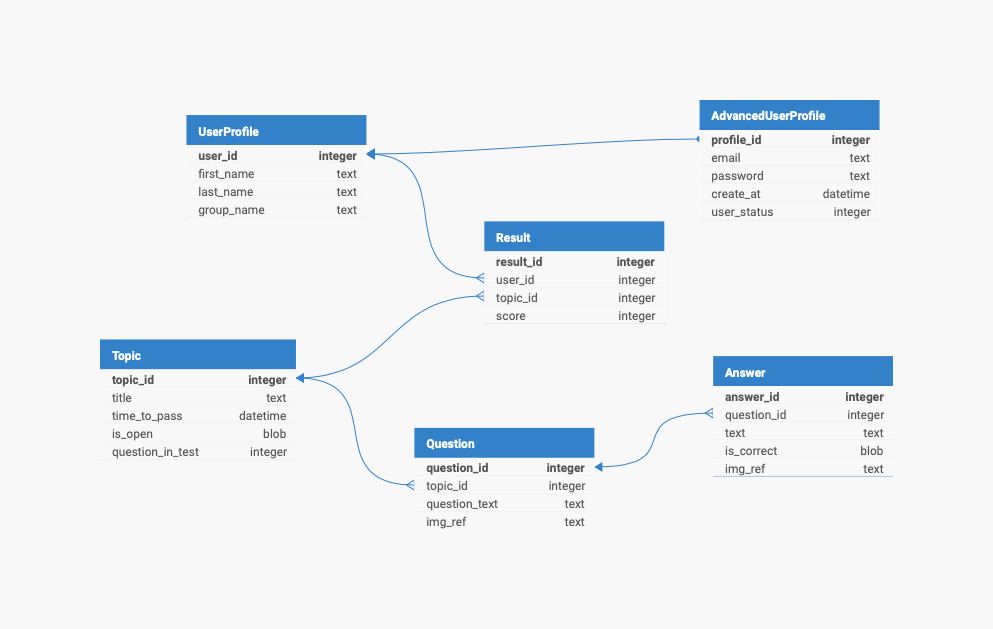 UserProfile
user_id integer
first_name text
last_name text
group_name text
AdvancedUserProfile
profile_id integer
email text
password text
create_at datetime
user_status integer
Result
result_id integer
user_id integer
topic_id integer
score integer
Topic
topic_id integer
title text
time_to_pass datetime
is_open blob
question_in_test integer
Question
question_id integer
topic_id integer
question_text text
img_ref text
Answer
answer_id integer
question_id integer
text text
is_correct blob
img_ref text